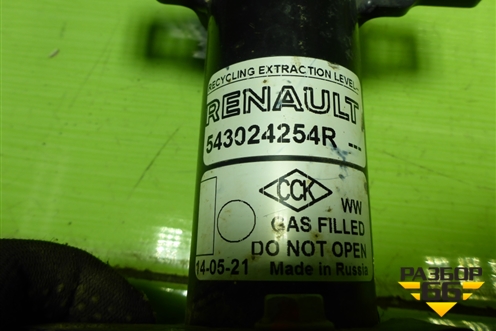 RECYCLING EXTRACTION LEVEL
RENAULT
543024254R ---
CCK
WW
GAS FILLED
DO NOT OPEN
14-05-21 Made in Russia
РАЗБОР
66